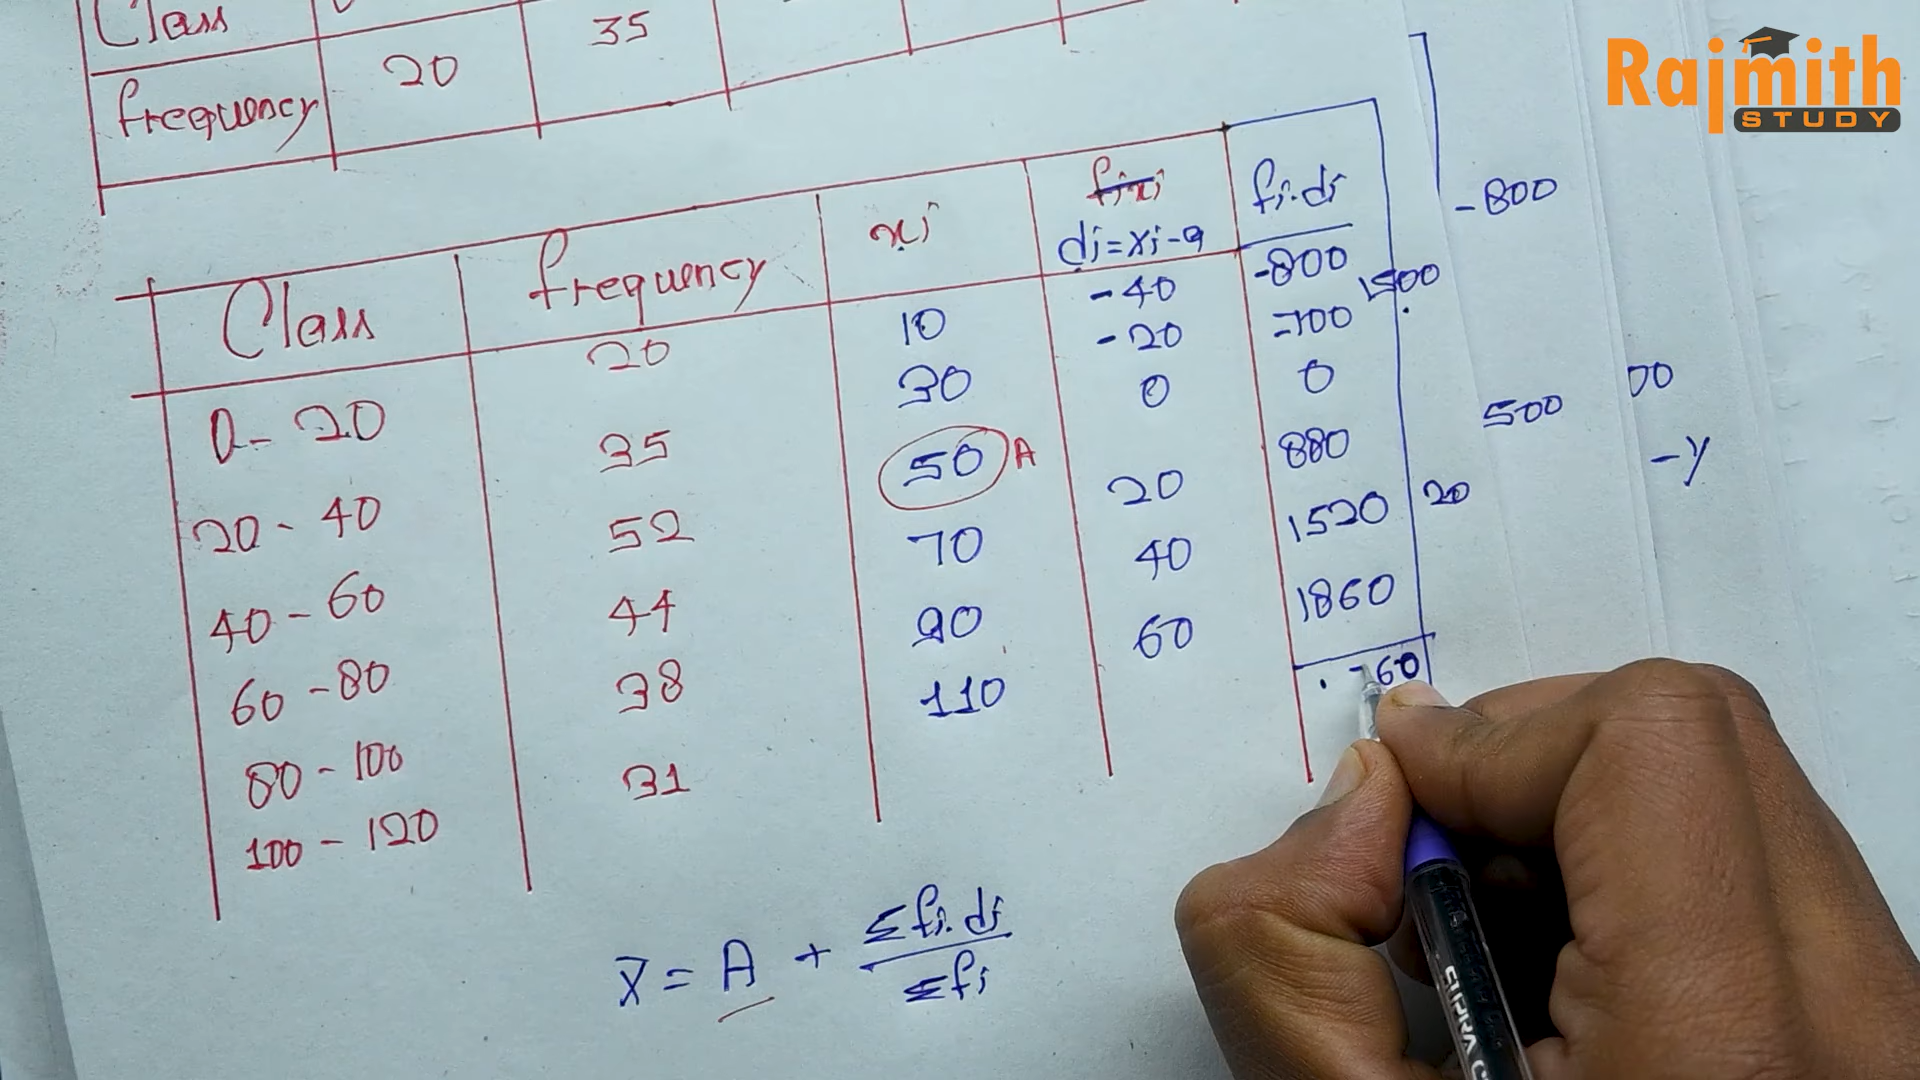 Rajmith
STUDY
Class
frequency 20 35
Class frequency xi fixi fi.di
di=xi-a
0-20 20 10 -40 -800
20-40 35 30 -20 -700
40-60 52 50 A 0 0
60-80 44 70 20 880
80-100 38 90 40 1520
100-120 31 110 60 1860
60
-800
1500
500
00
-y
20
x̄ = A + Σfi.di
Σfi